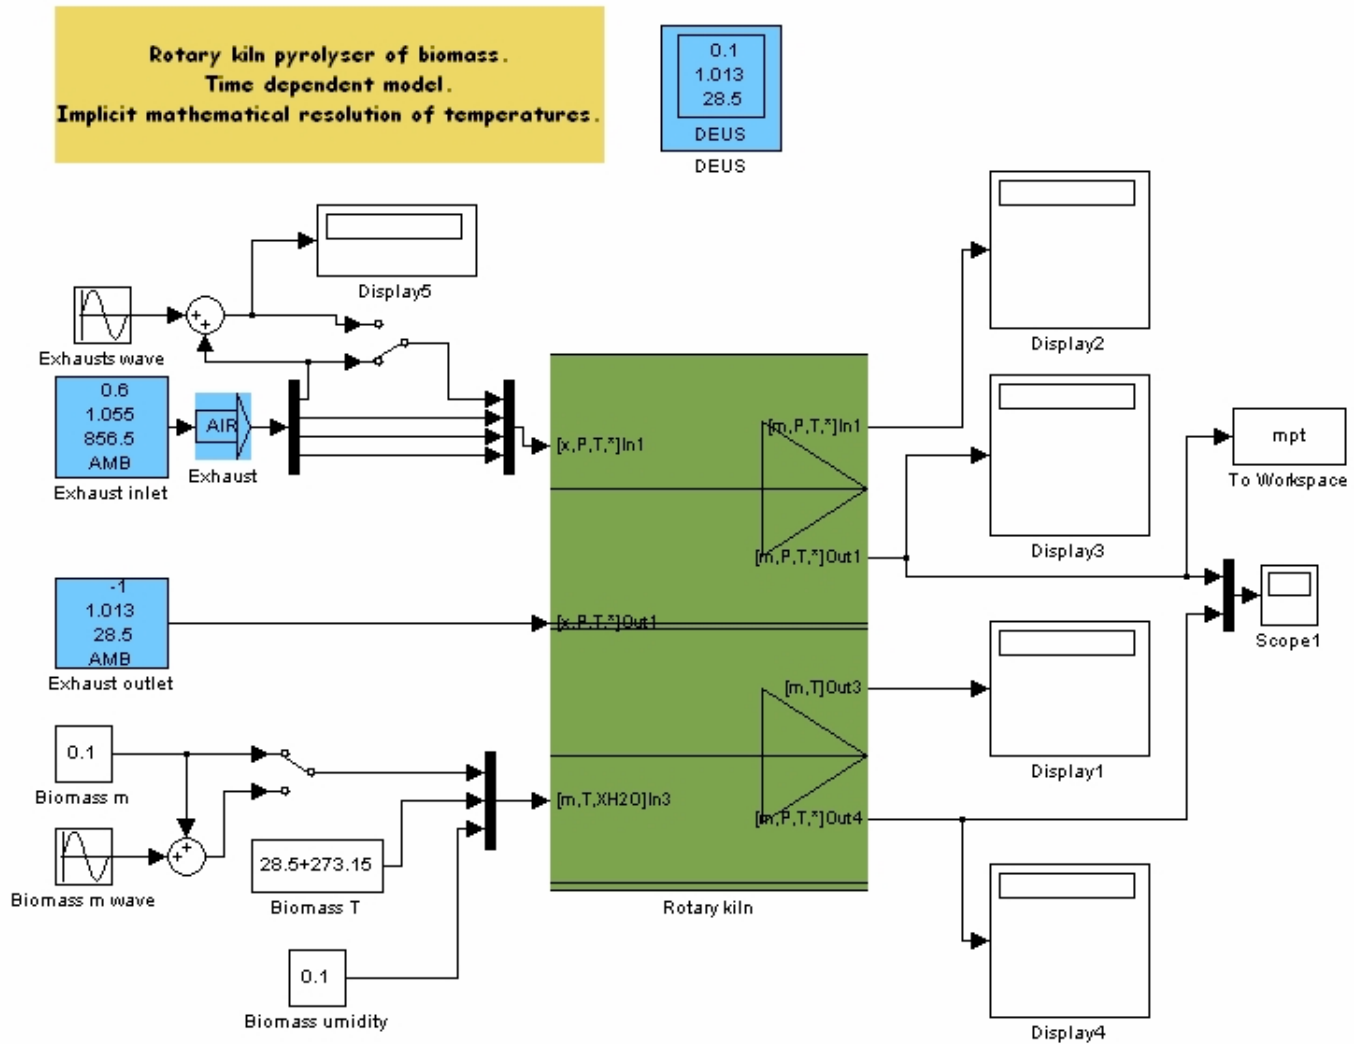 Rotary kiln pyrolyser of biomass.
Time dependent model.
Implicit mathematical resolution of temperatures.
0.1
1.013
28.5
DEUS
DEUS
Display5
Exhausts wave
0.6
1.055
856.5
AMB
Exhaust inlet
AIR
Exhaust
[x,P,T,*]In1
[m,P,T,*]In1
[m,P,T,*]Out1
Display2
Display3
mpt
To Workspace
-1
1.013
28.5
AMB
Exhaust outlet
[x,P,T,*]Out1
Scope1
[m,T]Out3
Display1
0.1
Biomass m
Biomass m wave
28.5+273.15
Biomass T
0.1
Biomass umidity
[m,T,XH2O]In3
[m,P,T,*]Out4
Rotary kiln
Display4